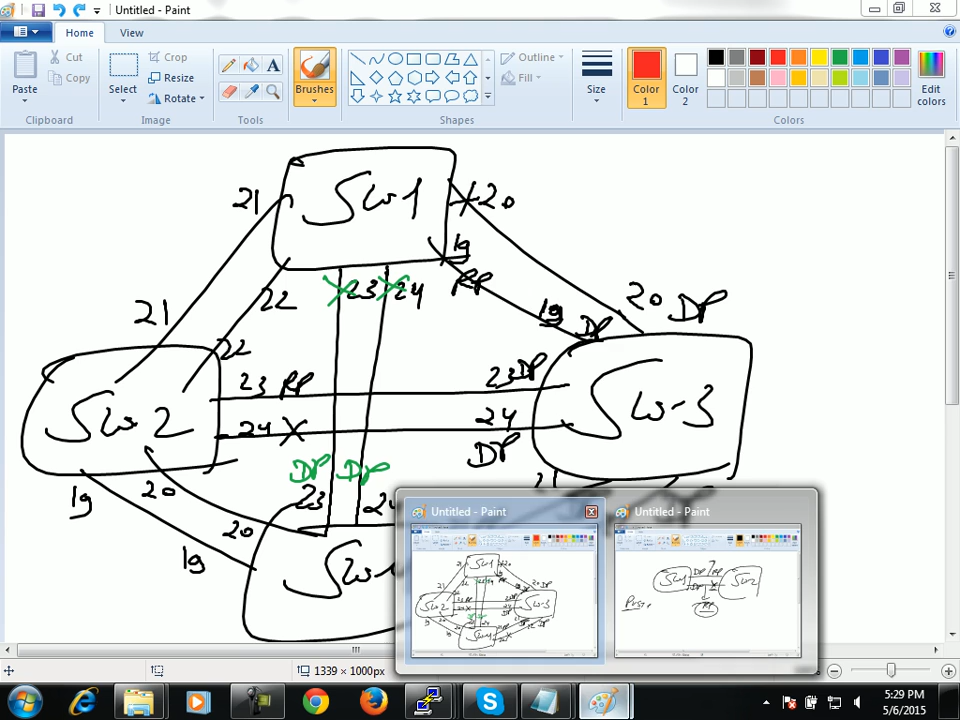 Untitled - Paint
Home View
Paste
Cut
Copy
Clipboard
Select
Crop
Resize
Rotate
Image
Tools
Brushes
Shapes
Outline
Fill
Size
Color 1
Color 2
Colors
Edit colors
21 Sw1 20
19
22 23 24 RP
21 20 DP
19 DP
22
23 RP 23 DP
Sw2 Sw-3
24 X 24
DP
DP DP
19 20 23 24 21
20
19
Untitled - Paint Untitled - Paint
1339 × 1000px
5:29 PM
5/6/2015